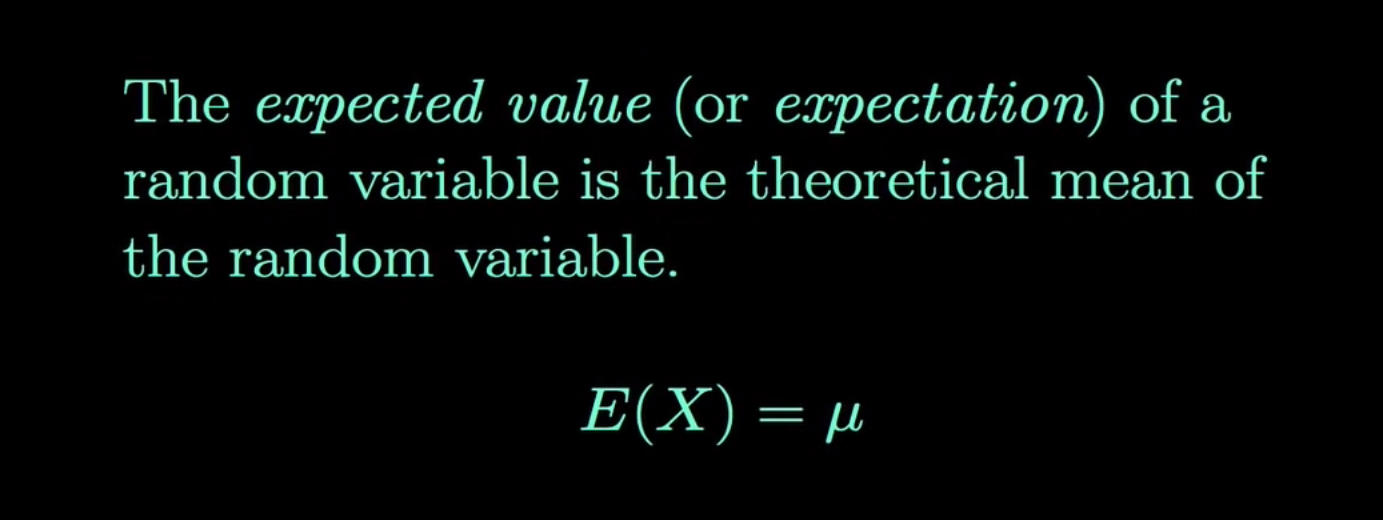 The expected value (or expectation) of a
random variable is the theoretical mean of
the random variable.
E(X) = μ